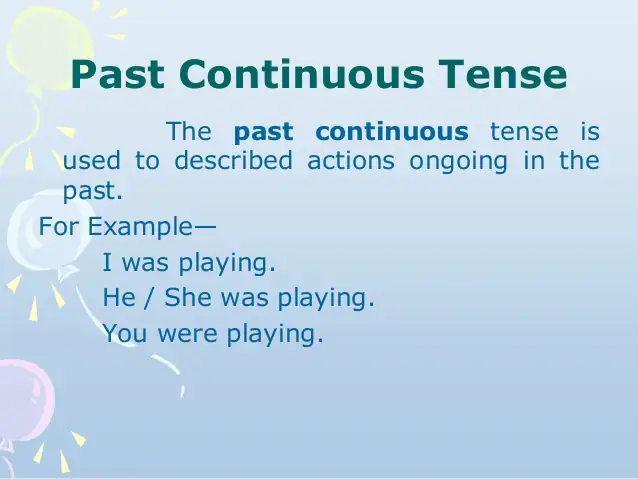 Past Continuous Tense
The past continuous tense is
used to described actions ongoing in the
past.
For Example—
I was playing.
He / She was playing.
You were playing.